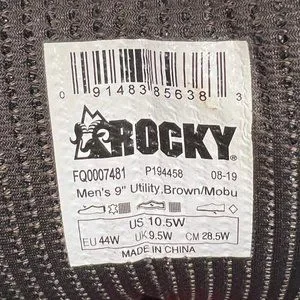 0 91483 85638 3
ROCKY®
FQ0007481 P194458 08-19
Men's 9" Utility.Brown/Mobu
US 10.5W
EU 44W UK 9.5W CM 28.5W
MADE IN CHINA